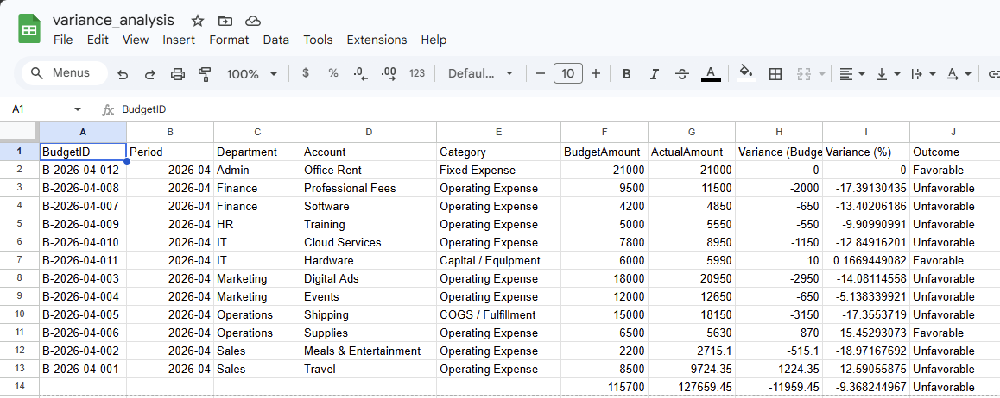 variance_analysis
File Edit View Insert Format Data Tools Extensions Help
Menus 100% $ % .0 .00 123 Defaul... 10 B I A
A1 fx BudgetID
A B C D E F G H I J
1 BudgetID Period Department Account Category BudgetAmount ActualAmount Variance (Budge Variance (%) Outcome
2 B-2026-04-012 2026-04 Admin Office Rent Fixed Expense 21000 21000 0 0 Favorable
3 B-2026-04-008 2026-04 Finance Professional Fees Operating Expense 9500 11500 -2000 -17.39130435 Unfavorable
4 B-2026-04-007 2026-04 Finance Software Operating Expense 4200 4850 -650 -13.40206186 Unfavorable
5 B-2026-04-009 2026-04 HR Training Operating Expense 5000 5550 -550 -9.90990991 Unfavorable
6 B-2026-04-010 2026-04 IT Cloud Services Operating Expense 7800 8950 -1150 -12.84916201 Unfavorable
7 B-2026-04-011 2026-04 IT Hardware Capital / Equipment 6000 5990 10 0.1669449082 Favorable
8 B-2026-04-003 2026-04 Marketing Digital Ads Operating Expense 18000 20950 -2950 -14.08114558 Unfavorable
9 B-2026-04-004 2026-04 Marketing Events Operating Expense 12000 12650 -650 -5.138339921 Unfavorable
10 B-2026-04-005 2026-04 Operations Shipping COGS / Fulfillment 15000 18150 -3150 -17.3553719 Unfavorable
11 B-2026-04-006 2026-04 Operations Supplies Operating Expense 6500 5630 870 15.45293073 Favorable
12 B-2026-04-002 2026-04 Sales Meals & Entertainment Operating Expense 2200 2715.1 -515.1 -18.97167692 Unfavorable
13 B-2026-04-001 2026-04 Sales Travel Operating Expense 8500 9724.35 -1224.35 -12.59055875 Unfavorable
14 115700 127659.45 -11959.45 -9.368244967 Unfavorable